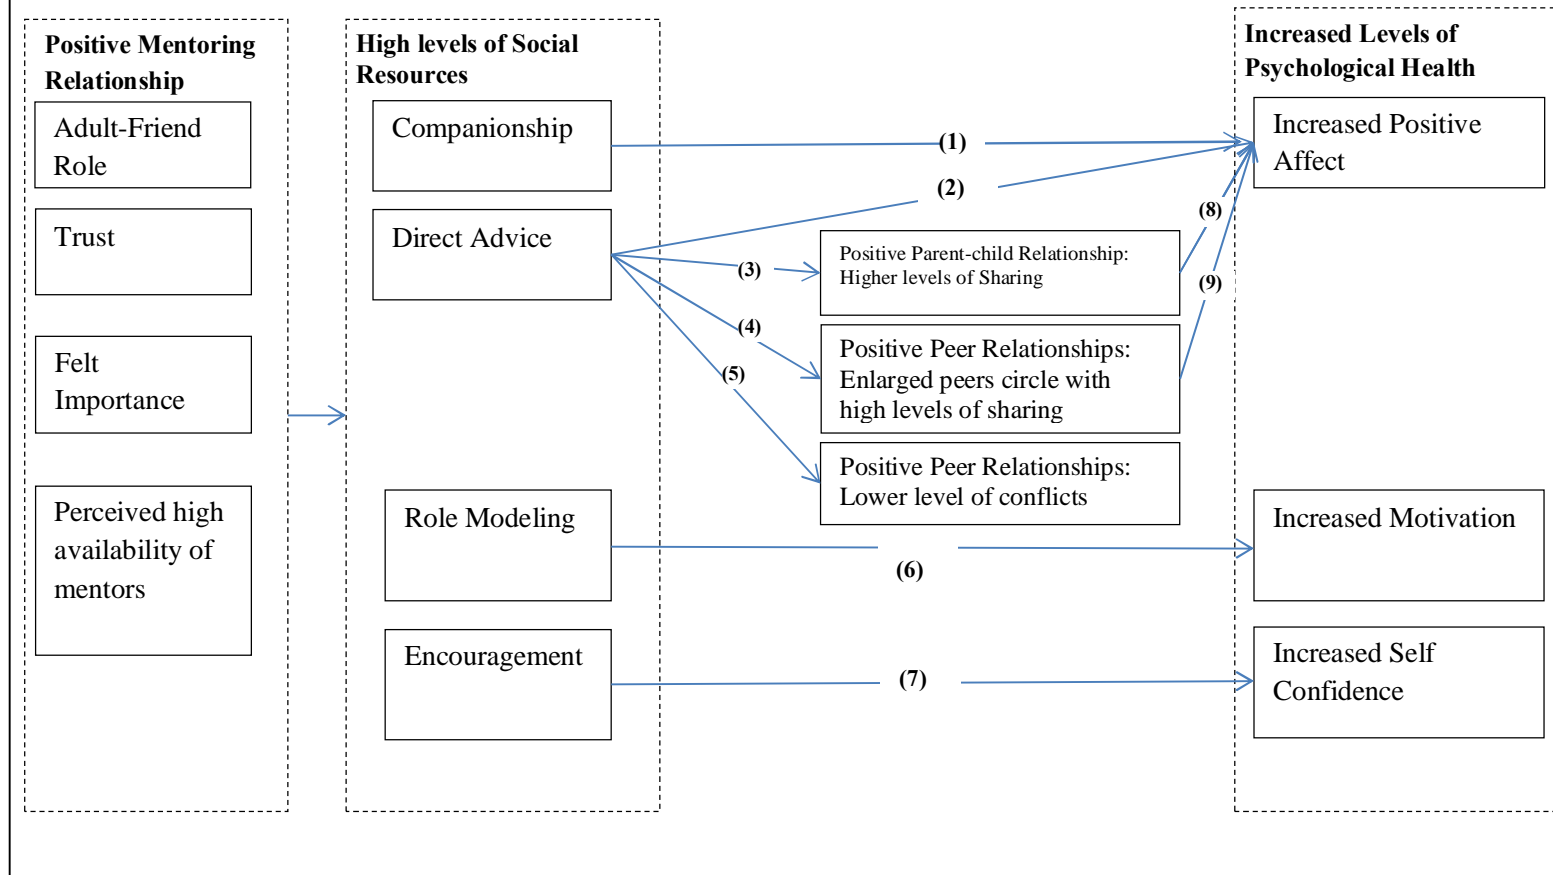 Positive Mentoring
Relationship
Adult-Friend
Role
Trust
Felt
Importance
Perceived high
availability of
mentors
High levels of Social
Resources
Companionship
Direct Advice
Role Modeling
Encouragement
(1)
(2)
(3)
(4)
(5)
(6)
(7)
(8)
(9)
Positive Parent-child Relationship:
Higher levels of Sharing
Positive Peer Relationships:
Enlarged peers circle with
high levels of sharing
Positive Peer Relationships:
Lower level of conflicts
Increased Levels of
Psychological Health
Increased Positive
Affect
Increased Motivation
Increased Self
Confidence